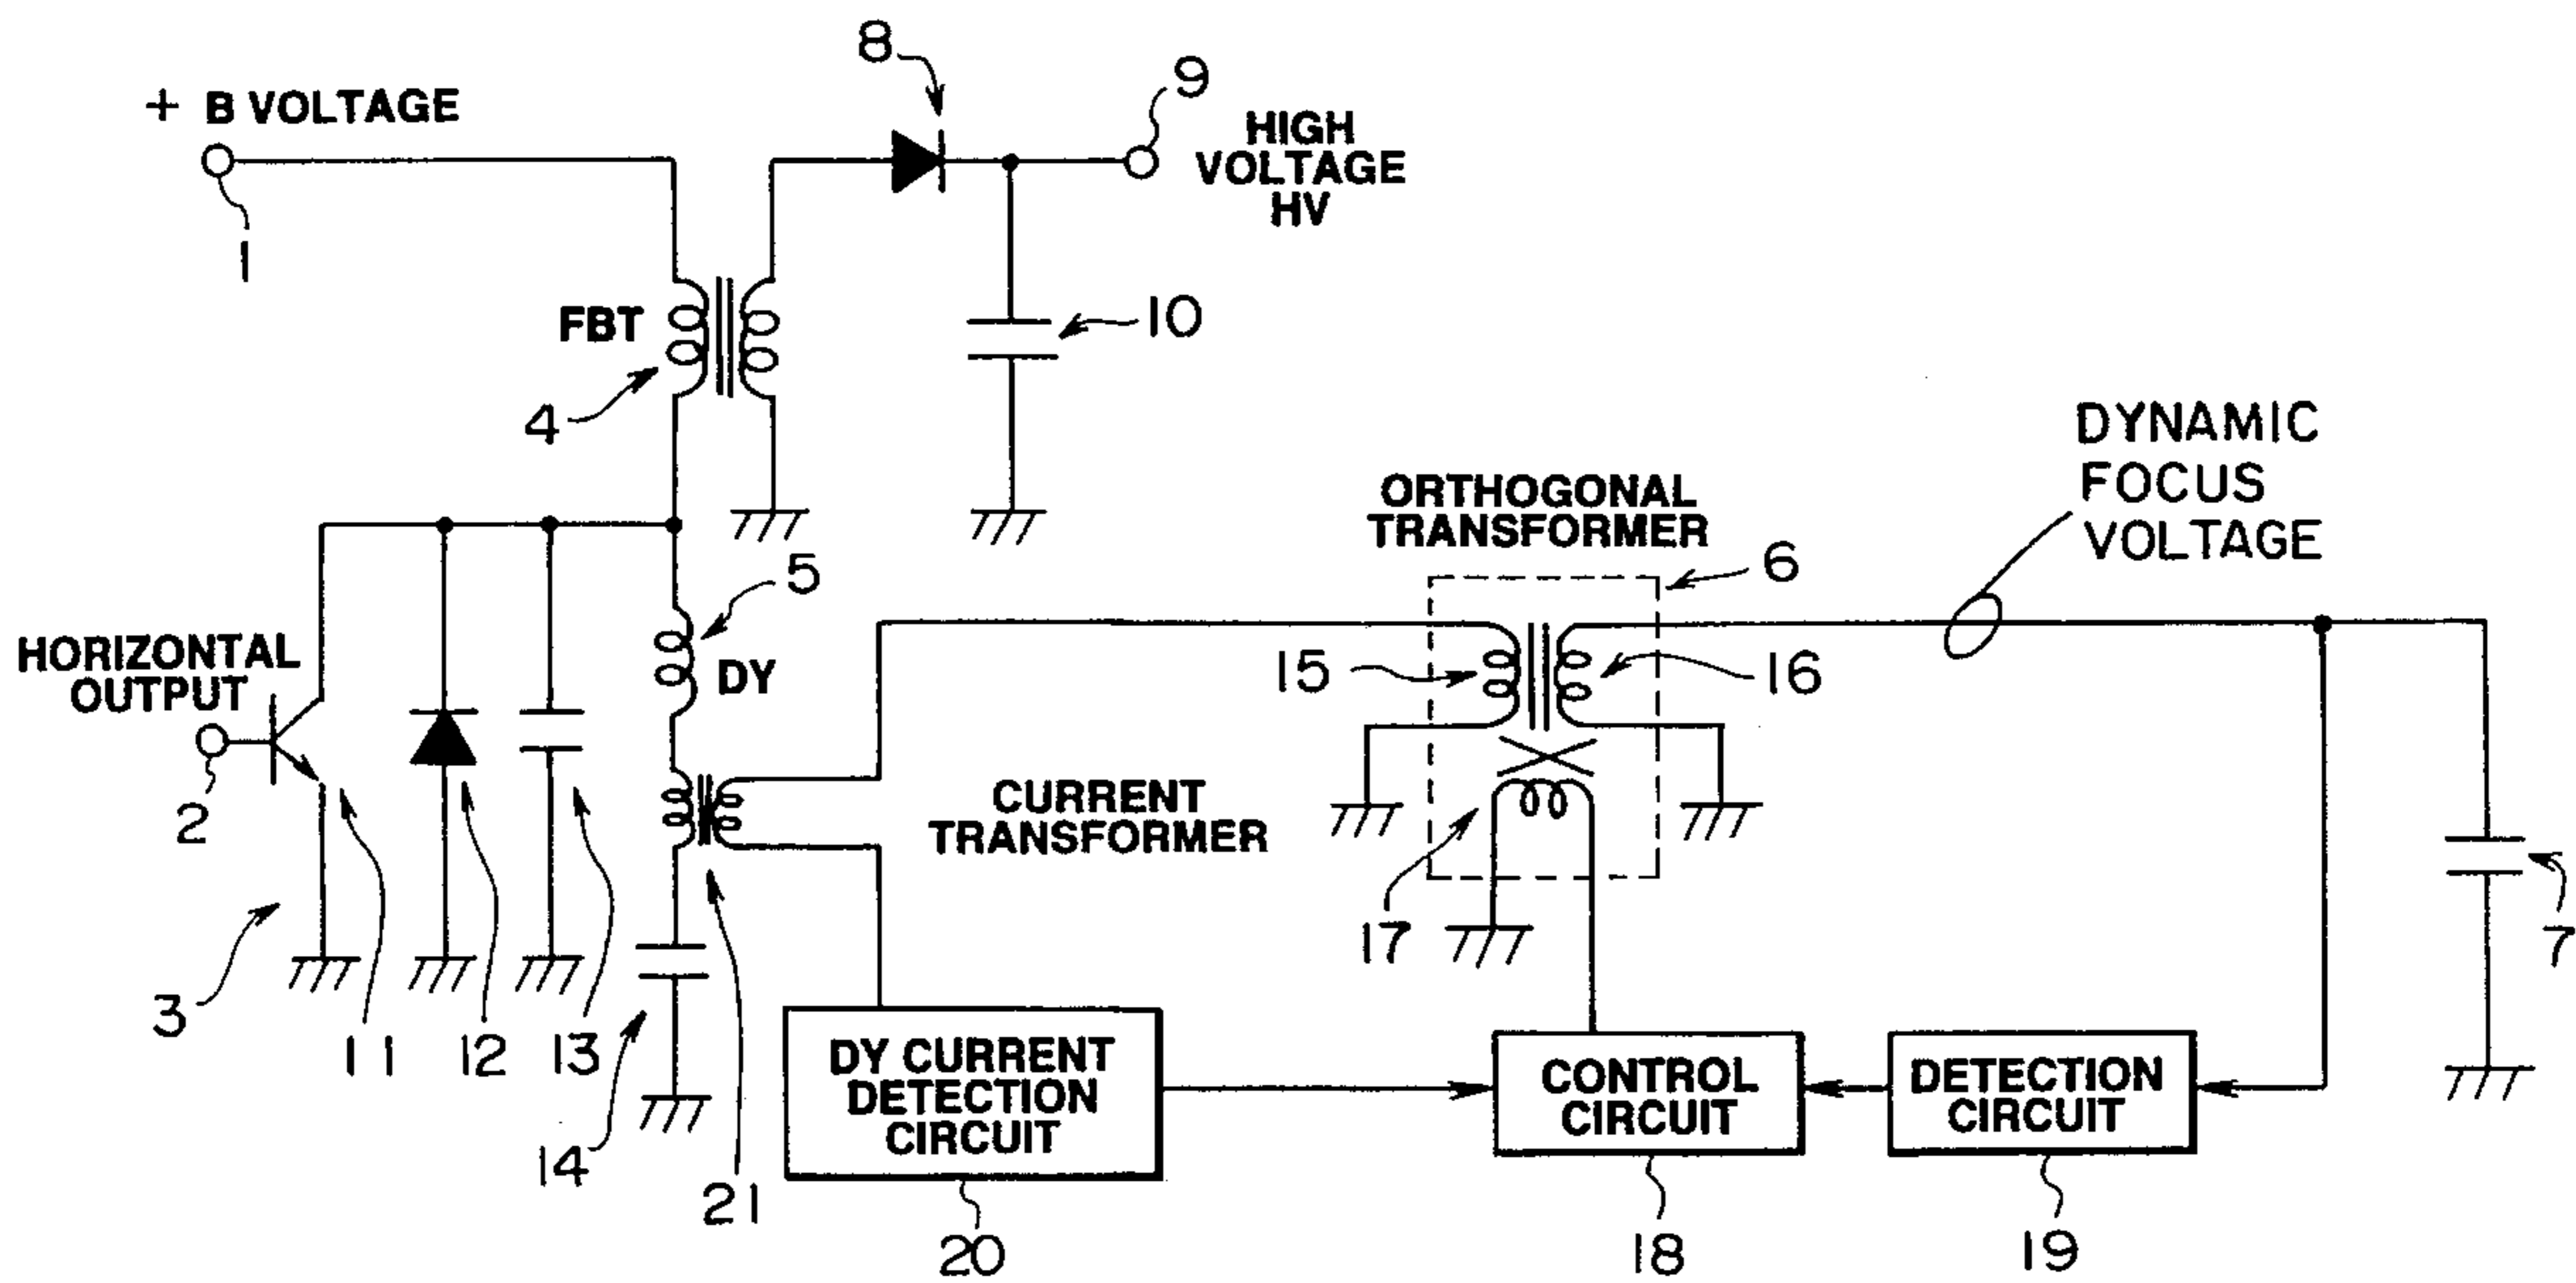 8
9
+ B VOLTAGE
HIGH
VOLTAGE
HV
1
FBT
10
4
DYNAMIC
FOCUS
VOLTAGE
ORTHOGONAL
TRANSFORMER
5
6
HORIZONTAL
OUTPUT
DY
15
16
2
CURRENT
TRANSFORMER
17
7
3
11
12
13
14
21
DY CURRENT
DETECTION
CIRCUIT
CONTROL
CIRCUIT
DETECTION
CIRCUIT
20
18
19